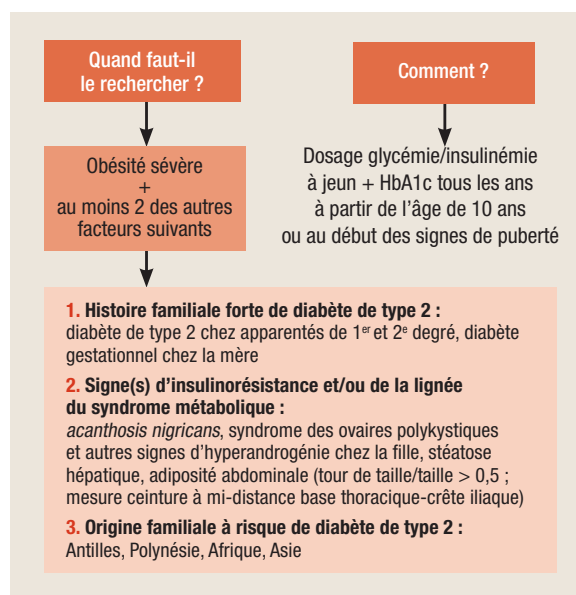 Quand faut-il
le rechercher ?
Obésité sévère
+
au moins 2 des autres
facteurs suivants
Comment ?
Dosage glycémie/insulinémie
à jeun + HbA1c tous les ans
à partir de l'âge de 10 ans
ou au début des signes de puberté
1. Histoire familiale forte de diabète de type 2 :
diabète de type 2 chez apparentés de 1er et 2e degré, diabète
gestationnel chez la mère
2. Signe(s) d'insulinorésistance et/ou de la lignée
du syndrome métabolique :
acanthosis nigricans, syndrome des ovaires polykystiques
et autres signes d'hyperandrogénie chez la fille, stéatose
hépatique, adiposité abdominale (tour de taille/taille > 0,5 ;
mesure ceinture à mi-distance base thoracique-crête iliaque)
3. Origine familiale à risque de diabète de type 2 :
Antilles, Polynésie, Afrique, Asie